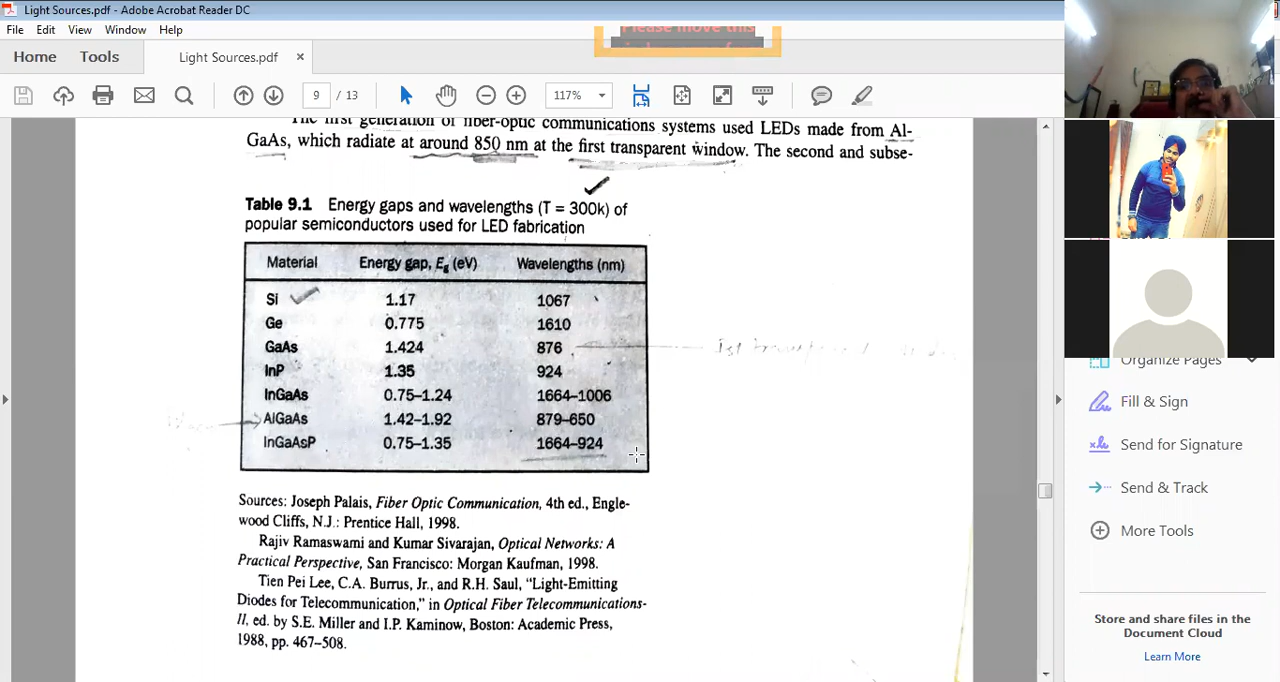 Light Sources.pdf - Adobe Acrobat Reader DC
File Edit View Window Help
Home Tools Light Sources.pdf ×
Please move this
9 / 13 117%
The first generation of fiber-optic communications systems used LEDs made from Al-
GaAs, which radiate at around 850 nm at the first transparent window. The second and subse-
Table 9.1 Energy gaps and wavelengths (T = 300k) of
popular semiconductors used for LED fabrication
Material Energy gap, Eg (eV) Wavelengths (nm)
Si 1.17 1067
Ge 0.775 1610
GaAs 1.424 876
InP 1.35 924
InGaAs 0.75–1.24 1664–1006
AlGaAs 1.42–1.92 879–650
InGaAsP 0.75–1.35 1664–924
Sources: Joseph Palais, Fiber Optic Communication, 4th ed., Engle-
wood Cliffs, N.J.: Prentice Hall, 1998.
Rajiv Ramaswami and Kumar Sivarajan, Optical Networks: A
Practical Perspective, San Francisco: Morgan Kaufman, 1998.
Tien Pei Lee, C.A. Burrus, Jr., and R.H. Saul, "Light-Emitting
Diodes for Telecommunication," in Optical Fiber Telecommunications-
II, ed. by S.E. Miller and I.P. Kaminow, Boston: Academic Press,
1988, pp. 467–508.
Organize Pages
Fill & Sign
Send for Signature
Send & Track
More Tools
Store and share files in the
Document Cloud
Learn More